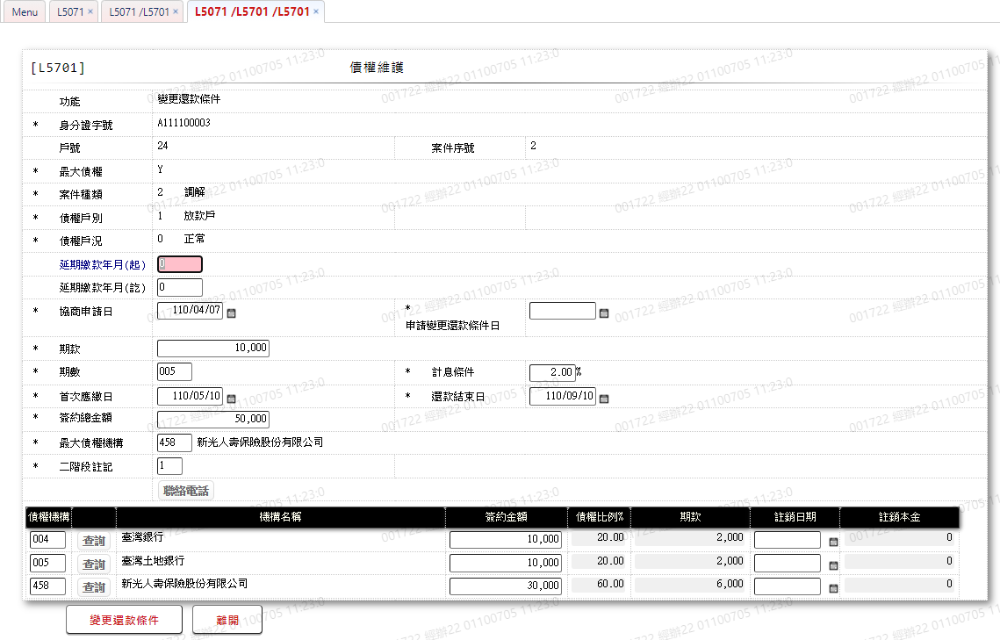 Menu L5071 × L5071 /L5701 × L5071 /L5701 /L5701 ×
[L5701] 債權維護
功能 變更還款條件
* 身分證字號 A111100003
戶號 24 案件序號 2
* 最大債權 Y
* 案件種類 2 調解
* 債權戶別 1 放款戶
* 債權戶況 0 正常
延期繳款年月(起) 0
延期繳款年月(訖) 0
* 協商申請日 110/04/07 * 申請變更還款條件日
* 期款 10,000
* 期數 005 * 計息條件 2.00 %
* 首次應繳日 110/05/10 * 還款結束日 110/09/10
* 簽約總金額 50,000
* 最大債權機構 458 新光人壽保險股份有限公司
* 二階段註記 1
聯絡電話
債權機構 機構名稱 簽約金額 債權比例% 期款 註銷日期 註銷本金
004 查詢 臺灣銀行 10,000 20.00 2,000 0
005 查詢 臺灣土地銀行 10,000 20.00 2,000 0
458 查詢 新光人壽保險股份有限公司 30,000 60.00 6,000 0
變更還款條件 離開
001722 經辦22 01100705 11:23:0